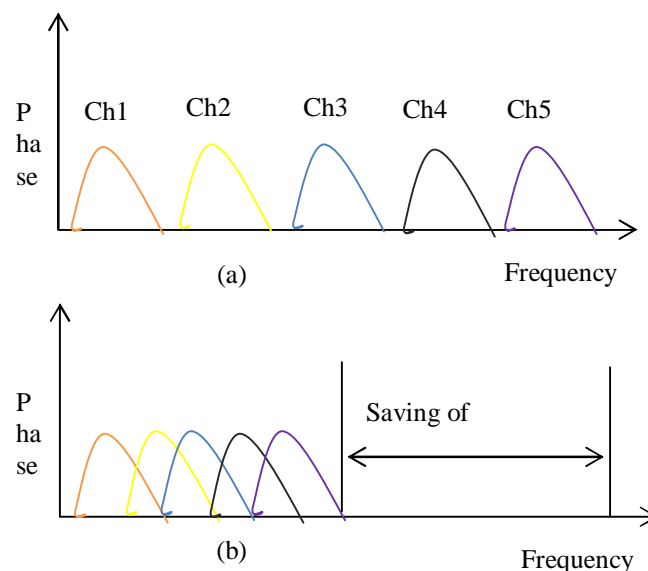 Ch1 Ch2 Ch3 Ch4 Ch5
P
ha
se
(a)
Frequency
Saving of
P
ha
se
(b)
Frequency